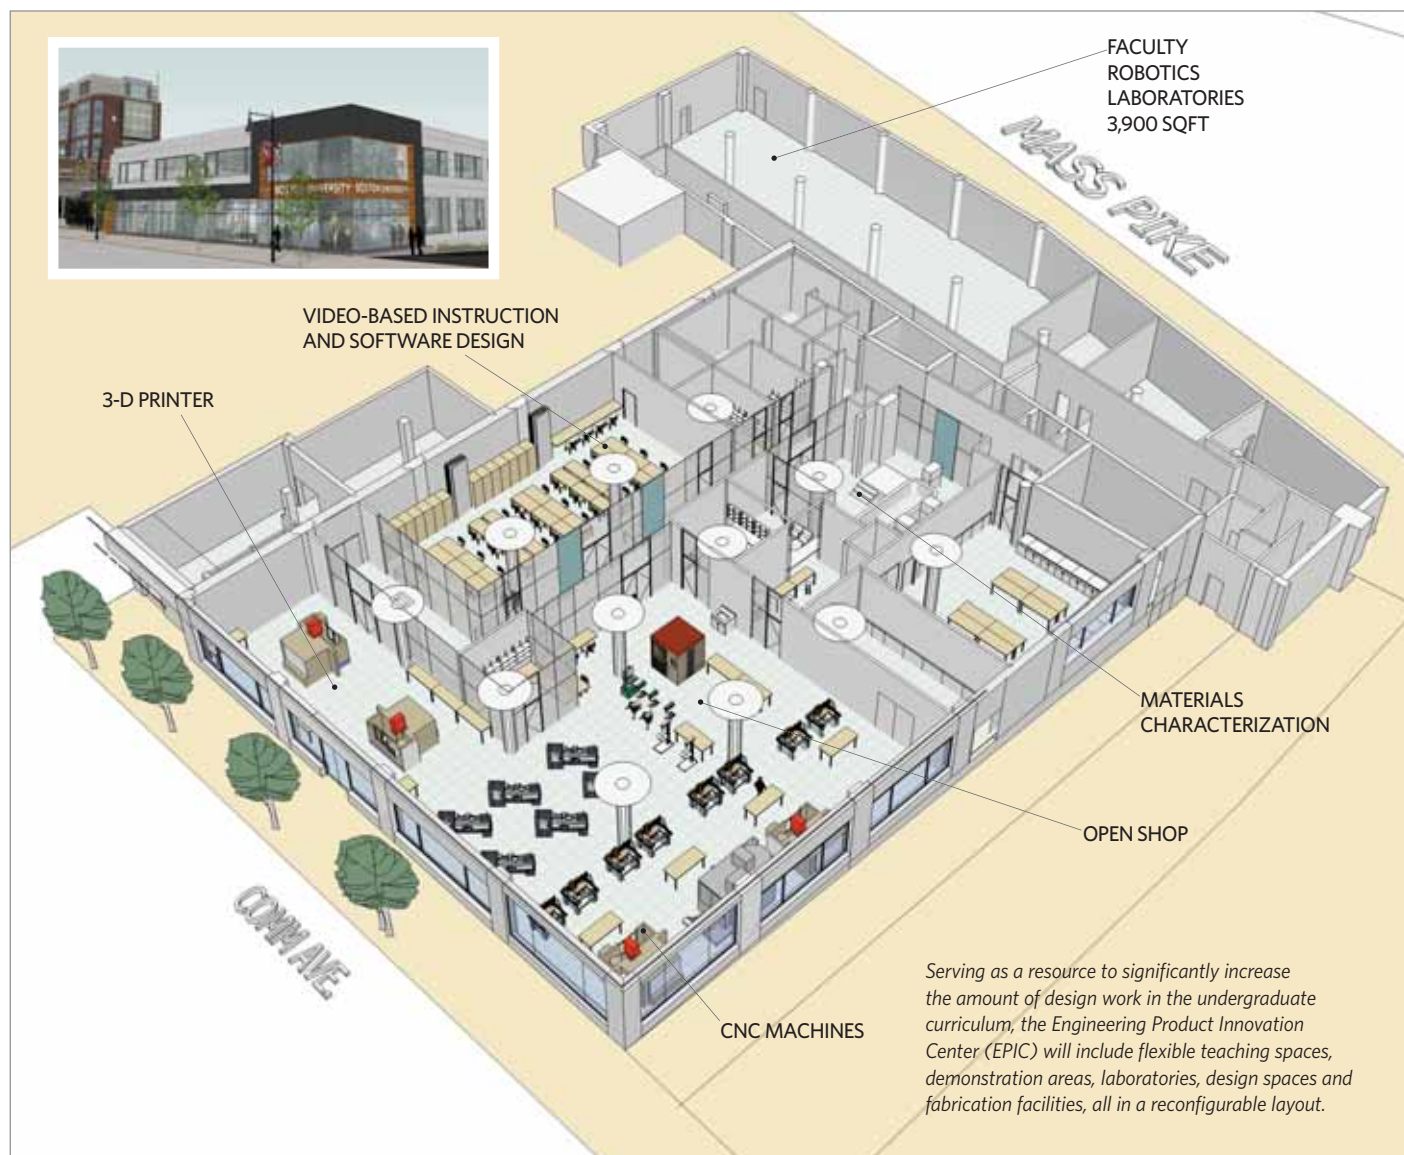 UNIVERSITY BOSTON
FACULTY
ROBOTICS
LABORATORIES
3,900 SQFT
MASS PIKE
VIDEO-BASED INSTRUCTION
AND SOFTWARE DESIGN
3-D PRINTER
MATERIALS
CHARACTERIZATION
OPEN SHOP
COMM AVE
CNC MACHINES
Serving as a resource to significantly increase
the amount of design work in the undergraduate
curriculum, the Engineering Product Innovation
Center (EPIC) will include flexible teaching spaces,
demonstration areas, laboratories, design spaces and
fabrication facilities, all in a reconfigurable layout.